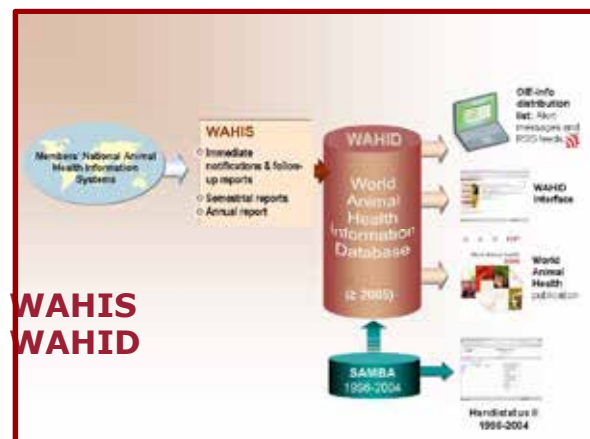 Members' National Animal
Health Information
Systems
WAHIS
Immediate
notifications & follow-
up reports
Semestrial reports
Annual report
WAHID
World
Animal
Health
Information
Database
(≥ 2005)
OIE-info
distribution
list: Alert
messages and
RSS feeds
WAHID
Interface
World
Animal
Health
publication
SAMBA
1996-2004
Handistatus II
1996-2004
WAHIS
WAHID